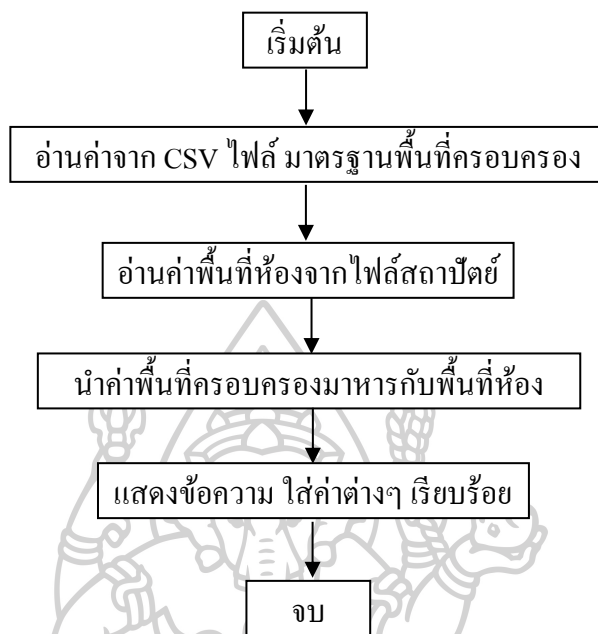 เริ่มต้น
อ่านค่าจาก CSV ไฟล์ มาตรฐานพื้นที่ครอบครอง
อ่านค่าพื้นที่ห้องจากไฟล์สถาปัตย์
นำค่าพื้นที่ครอบครองมาหารกับพื้นที่ห้อง
แสดงข้อความ ใส่ค่าต่างๆ เรียบร้อย
จบ